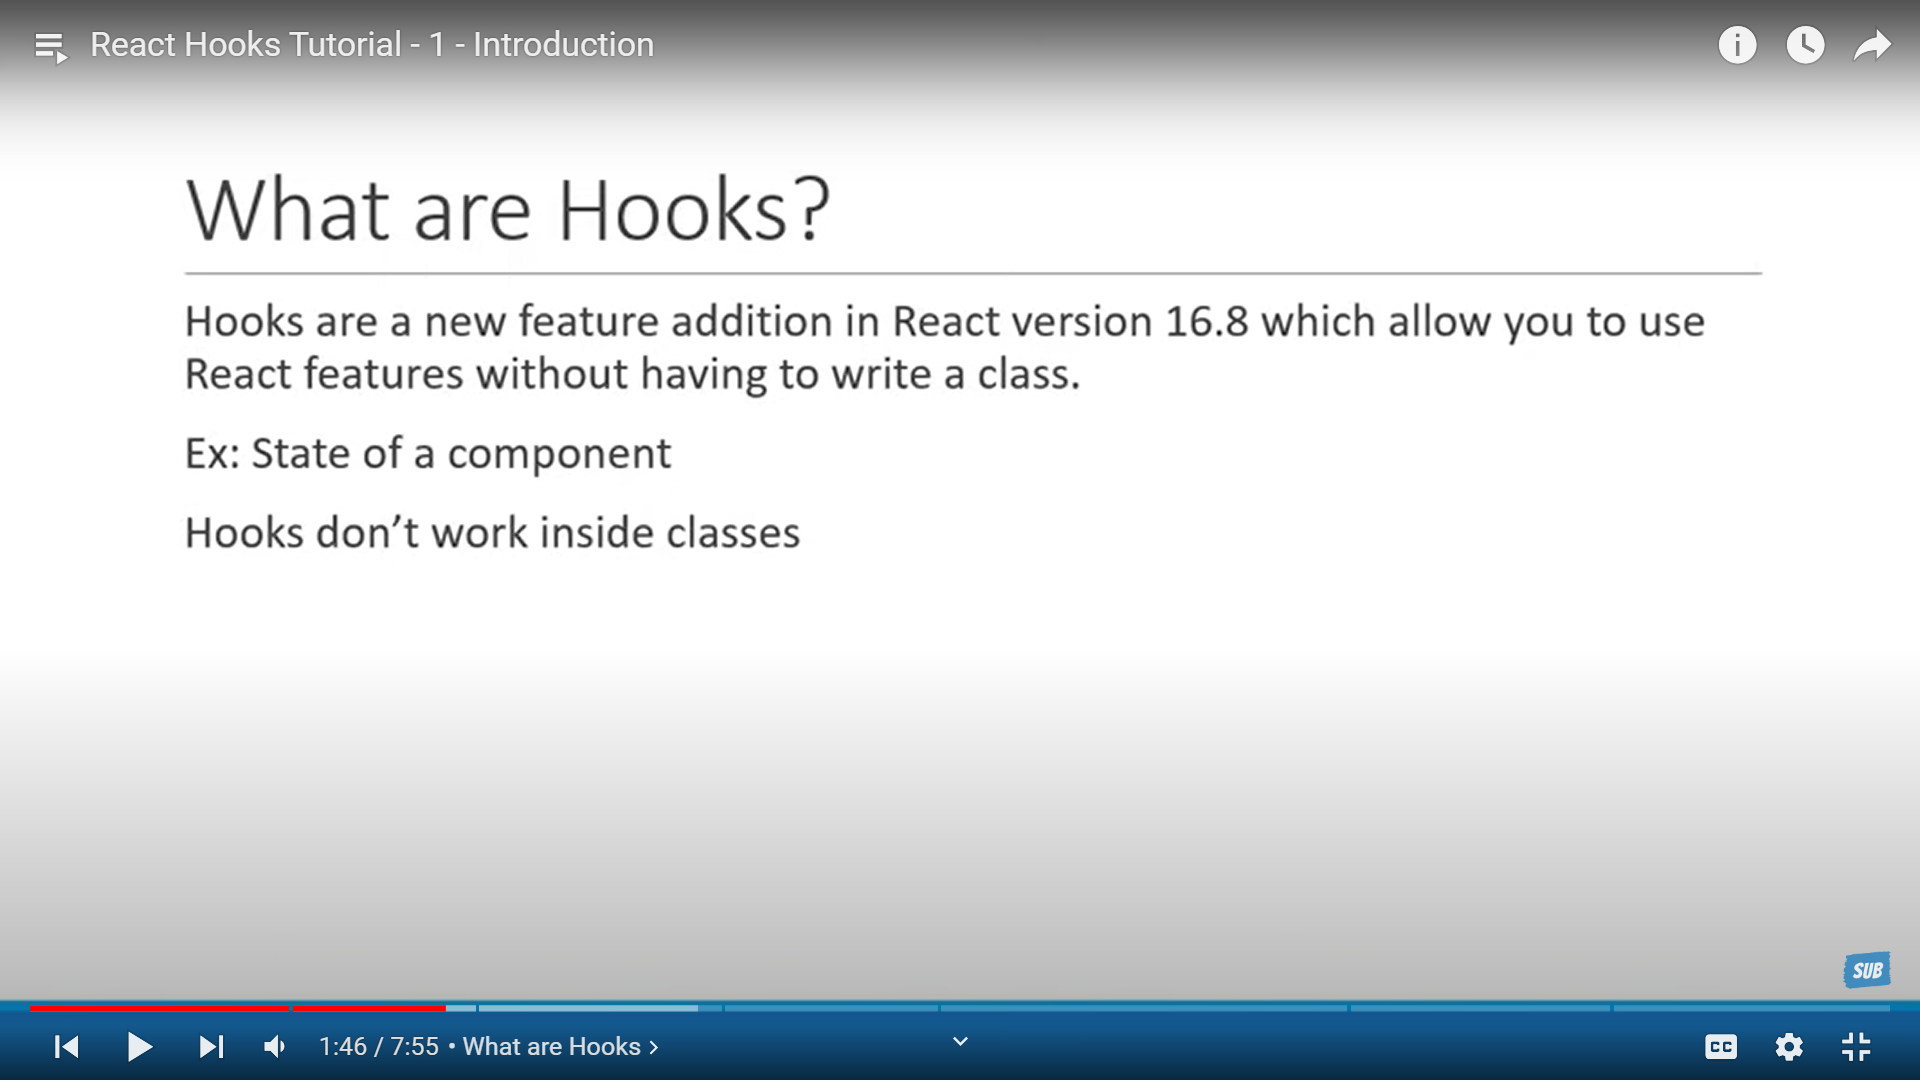 React Hooks Tutorial - 1 - Introduction
What are Hooks?
Hooks are a new feature addition in React version 16.8 which allow you to use
React features without having to write a class.
Ex: State of a component
Hooks don’t work inside classes
SUB
1:46 / 7:55 • What are Hooks
CC